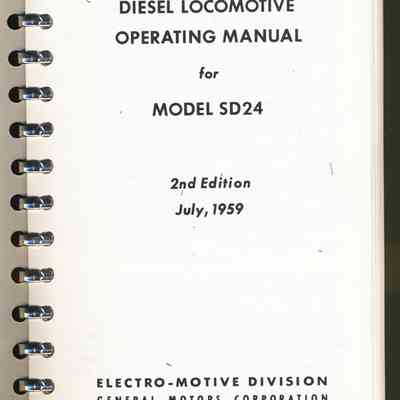 DIESEL LOCOMOTIVE
OPERATING MANUAL
for
MODEL SD24
2nd Edition
July, 1959
ELECTRO-MOTIVE DIVISION
GENERAL MOTORS CORPORATION